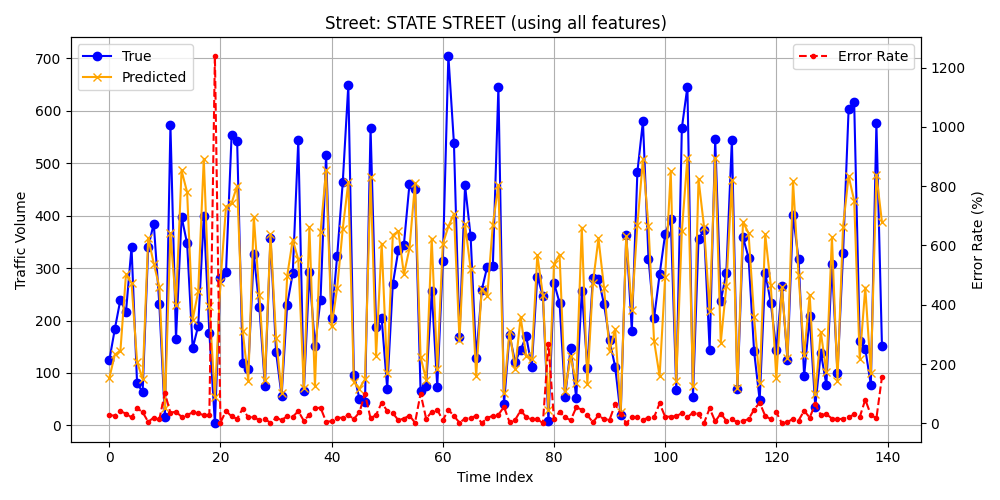 Street: STATE STREET (using all features)
True
Predicted
Error Rate
Traffic Volume
700
600
500
400
300
200
100
0
1200
1000
800
600
400
200
0
Error Rate (%)
0 20 40 60 80 100 120 140
Time Index